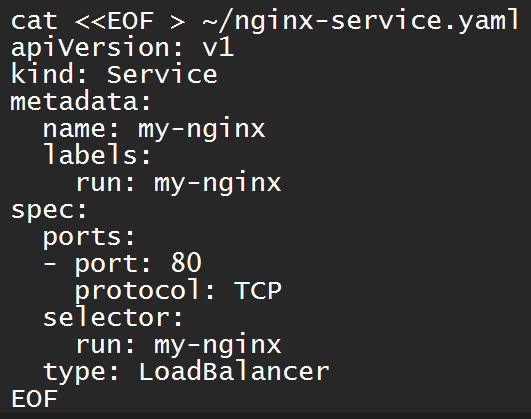 cat <<EOF > ~/nginx-service.yaml
apiVersion: v1
kind: Service
metadata:
  name: my-nginx
  labels:
    run: my-nginx
spec:
  ports:
  - port: 80
    protocol: TCP
  selector:
    run: my-nginx
  type: LoadBalancer
EOF